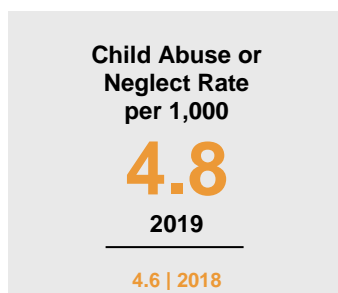 Child Abuse or
Neglect Rate
per 1,000
4.8
2019
4.6 | 2018